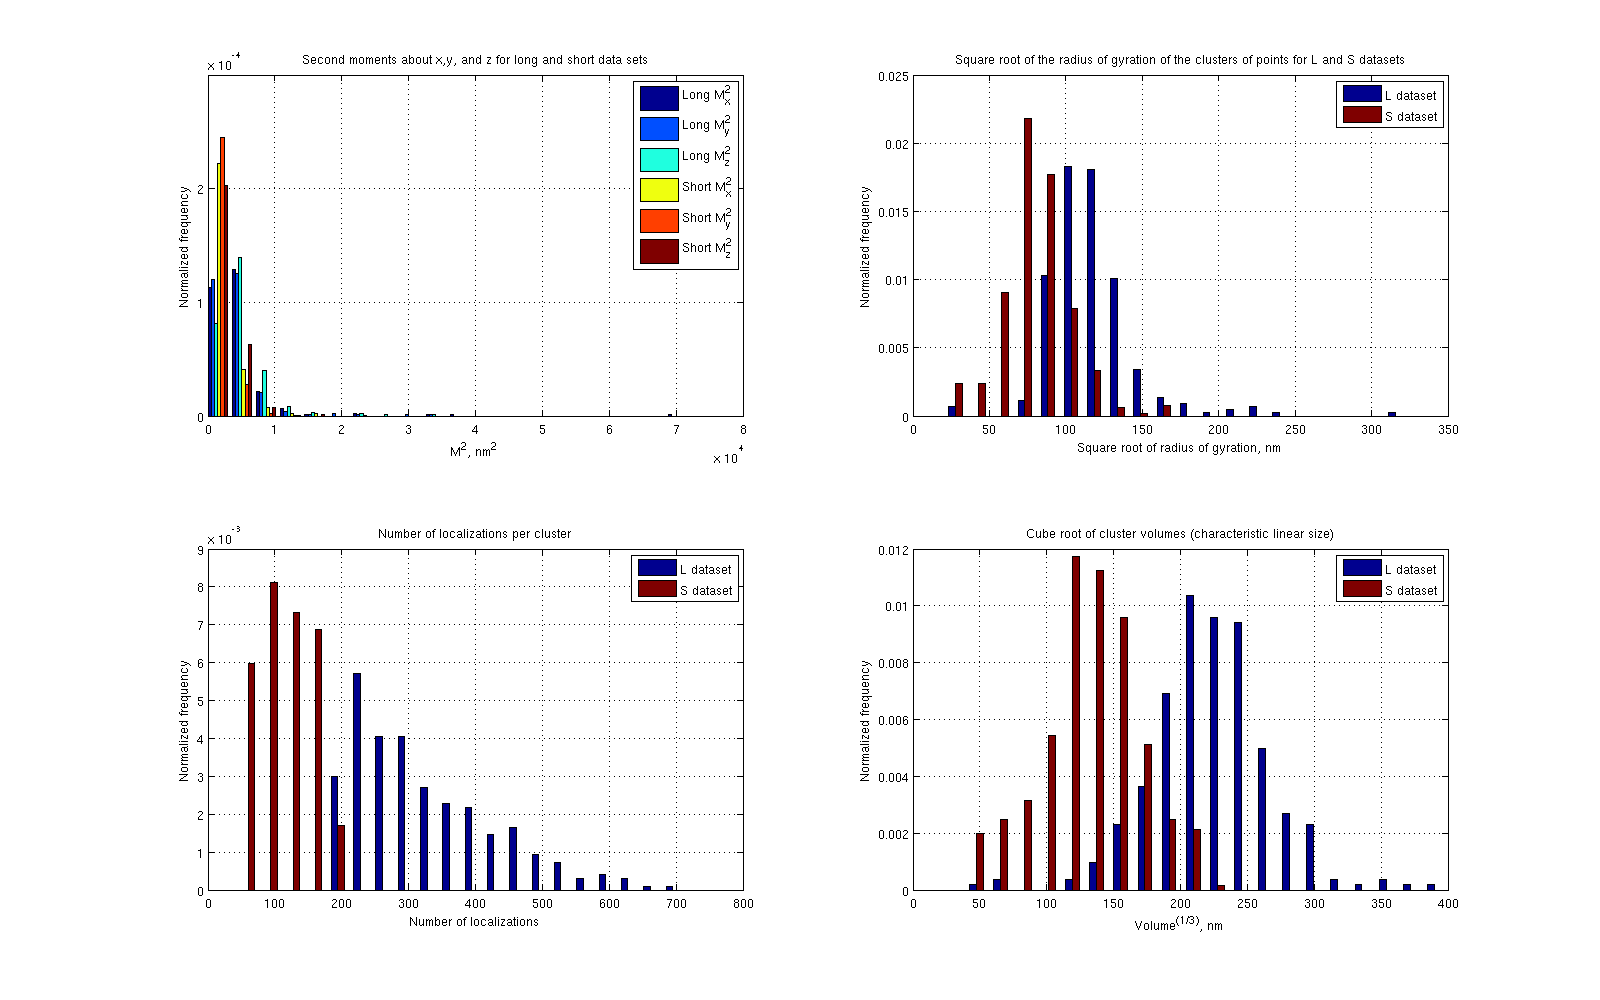 Second moments about x,y, and z for long and short data sets
x 10^-4
Normalized frequency
2
1
0
0 1 2 3 4 5 6 7 8
M^2, nm^2
x 10^4
Long M_x^2
Long M_y^2
Long M_z^2
Short M_x^2
Short M_y^2
Short M_z^2
Square root of the radius of gyration of the clusters of points for L and S datasets
Normalized frequency
0.025
0.02
0.015
0.01
0.005
0
0 50 100 150 200 250 300 350
Square root of radius of gyration, nm
L dataset
S dataset
Number of localizations per cluster
x 10^-3
Normalized frequency
9
8
7
6
5
4
3
2
1
0
0 100 200 300 400 500 600 700 800
Number of localizations
L dataset
S dataset
Cube root of cluster volumes (characteristic linear size)
Normalized frequency
0.012
0.01
0.008
0.006
0.004
0.002
0
0 50 100 150 200 250 300 350 400
Volume^(1/3), nm
L dataset
S dataset